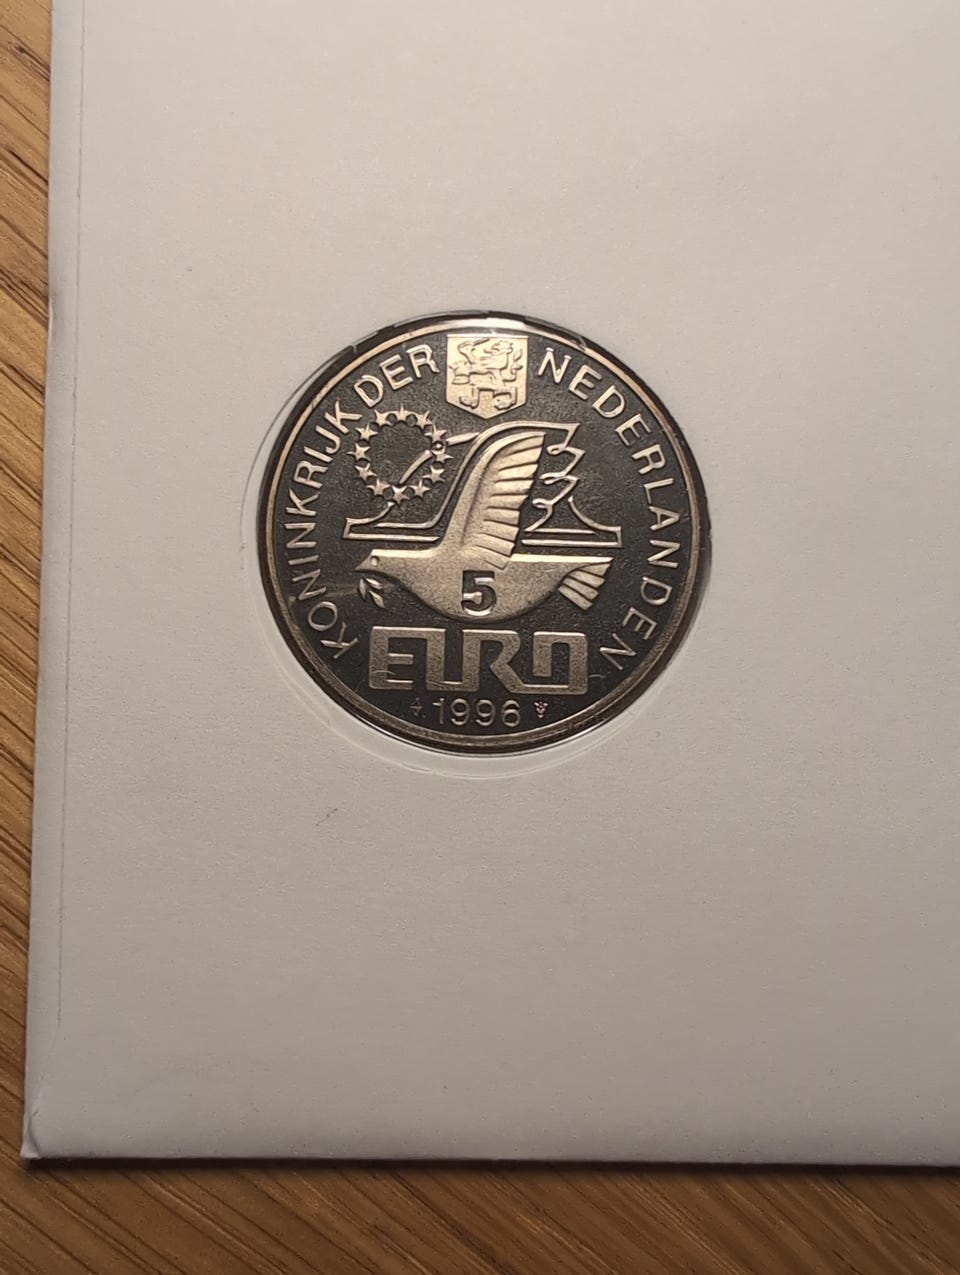 KONINKRIJK DER NEDERLANDEN
5
EURO
1996